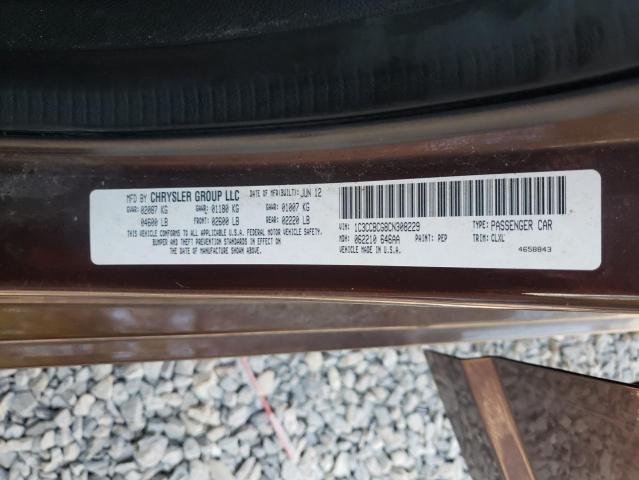 MFD BY CHRYSLER GROUP LLC DATE OF MFR(BUILT): JUN 12
GVWR: 02087 KG GAWR: 01180 KG GAWR: 01007 KG
04600 LB FRONT: 02600 LB REAR: 02220 LB
THIS VEHICLE CONFORMS TO ALL APPLICABLE U.S.A. FEDERAL MOTOR VEHICLE SAFETY,
BUMPER AND THEFT PREVENTION STANDARDS IN EFFECT ON
THE DATE OF MANUFACTURE SHOWN ABOVE.
VIN: 1C3CCBCG8CN308229 TYPE: PASSENGER CAR
MDH: 062210 646AA PAINT: PEP TRIM: CLXL
VEHICLE MADE IN U.S.A. 4658843